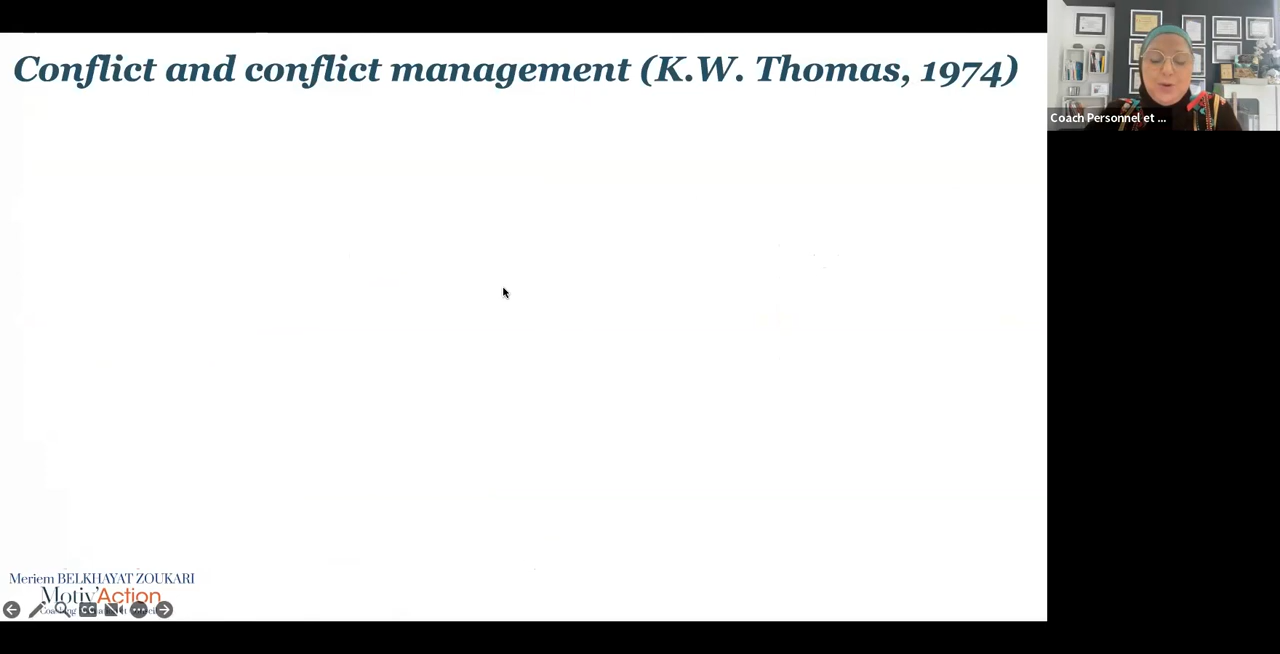 Conflict and conflict management (K.W. Thomas, 1974)
Coach Personnel et ...
Meriem BELKHAYAT ZOUKARI
Motiv'Action